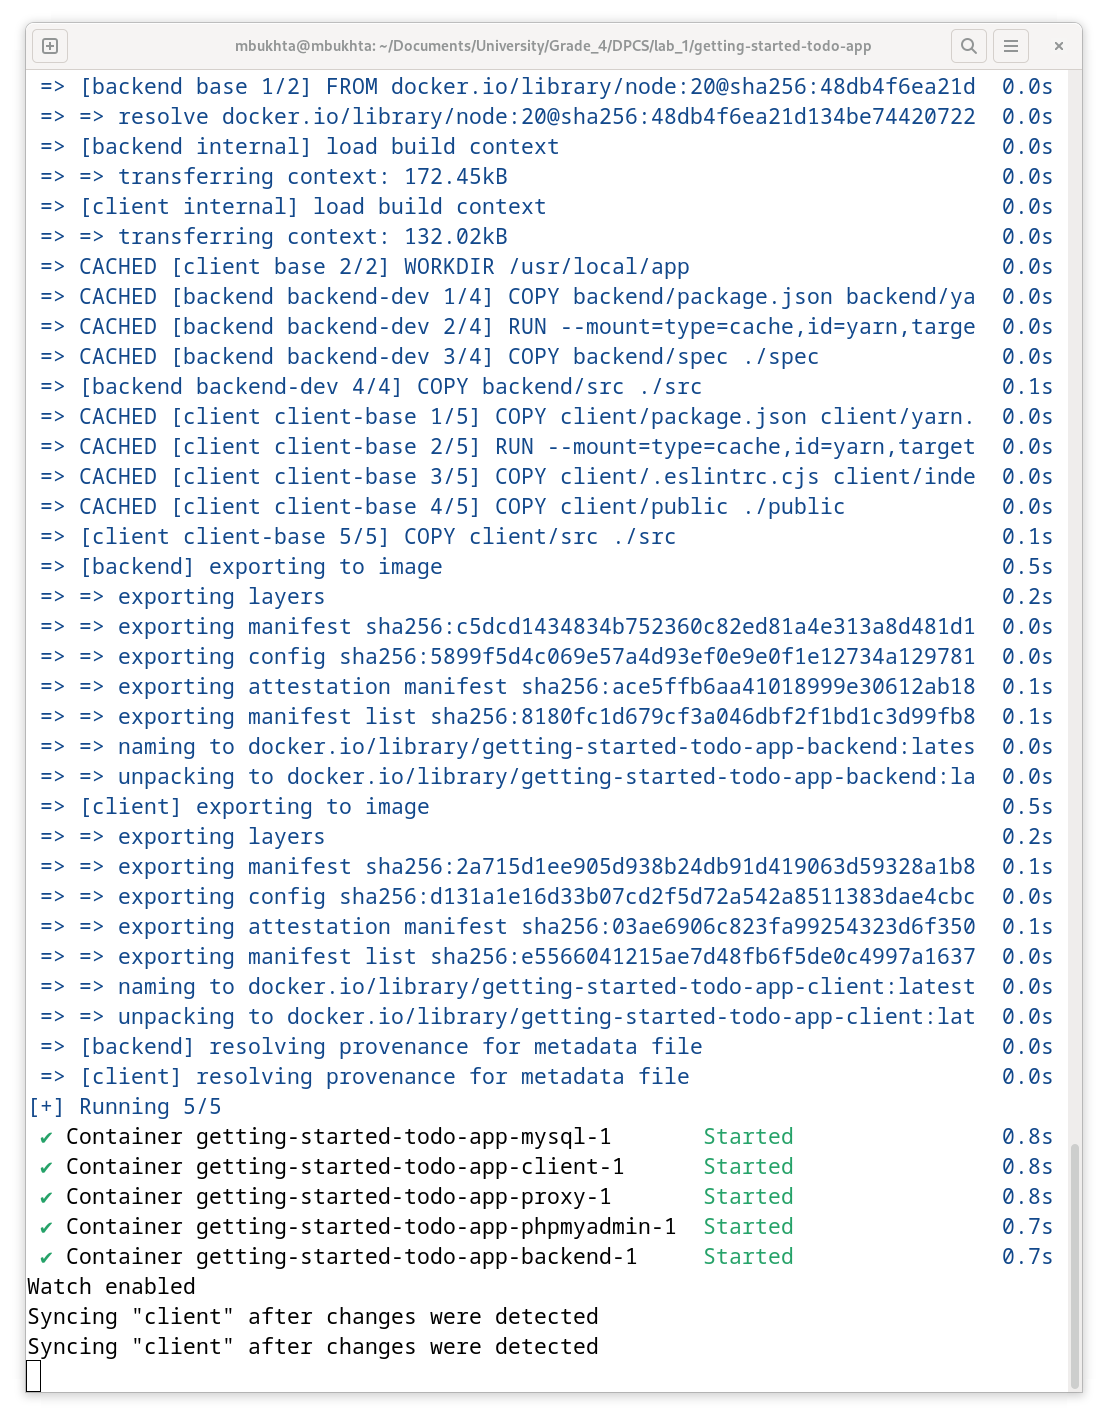 mbukhta@mbukhta: ~/Documents/University/Grade_4/DPCS/lab_1/getting-started-todo-app
=> [backend base 1/2] FROM docker.io/library/node:20@sha256:48db4f6ea21d 0.0s
=> => resolve docker.io/library/node:20@sha256:48db4f6ea21d134be74420722 0.0s
=> [backend internal] load build context 0.0s
=> => transferring context: 172.45kB 0.0s
=> [client internal] load build context 0.0s
=> => transferring context: 132.02kB 0.0s
=> CACHED [client base 2/2] WORKDIR /usr/local/app 0.0s
=> CACHED [backend backend-dev 1/4] COPY backend/package.json backend/ya 0.0s
=> CACHED [backend backend-dev 2/4] RUN --mount=type=cache,id=yarn,targe 0.0s
=> CACHED [backend backend-dev 3/4] COPY backend/spec ./spec 0.0s
=> [backend backend-dev 4/4] COPY backend/src ./src 0.1s
=> CACHED [client client-base 1/5] COPY client/package.json client/yarn. 0.0s
=> CACHED [client client-base 2/5] RUN --mount=type=cache,id=yarn,target 0.0s
=> CACHED [client client-base 3/5] COPY client/.eslintrc.cjs client/inde 0.0s
=> CACHED [client client-base 4/5] COPY client/public ./public 0.0s
=> [client client-base 5/5] COPY client/src ./src 0.1s
=> [backend] exporting to image 0.5s
=> => exporting layers 0.2s
=> => exporting manifest sha256:c5dcd1434834b752360c82ed81a4e313a8d481d1 0.0s
=> => exporting config sha256:5899f5d4c069e57a4d93ef0e9e0f1e12734a129781 0.0s
=> => exporting attestation manifest sha256:ace5ffb6aa41018999e30612ab18 0.1s
=> => exporting manifest list sha256:8180fc1d679cf3a046dbf2f1bd1c3d99fb8 0.1s
=> => naming to docker.io/library/getting-started-todo-app-backend:lates 0.0s
=> => unpacking to docker.io/library/getting-started-todo-app-backend:la 0.0s
=> [client] exporting to image 0.5s
=> => exporting layers 0.2s
=> => exporting manifest sha256:2a715d1ee905d938b24db91d419063d59328a1b8 0.1s
=> => exporting config sha256:d131a1e16d33b07cd2f5d72a542a8511383dae4cbc 0.0s
=> => exporting attestation manifest sha256:03ae6906c823fa99254323d6f350 0.1s
=> => exporting manifest list sha256:e5566041215ae7d48fb6f5de0c4997a1637 0.0s
=> => naming to docker.io/library/getting-started-todo-app-client:latest 0.0s
=> => unpacking to docker.io/library/getting-started-todo-app-client:lat 0.0s
=> [backend] resolving provenance for metadata file 0.0s
=> [client] resolving provenance for metadata file 0.0s
[+] Running 5/5
✔ Container getting-started-todo-app-mysql-1 Started 0.8s
✔ Container getting-started-todo-app-client-1 Started 0.8s
✔ Container getting-started-todo-app-proxy-1 Started 0.8s
✔ Container getting-started-todo-app-phpmyadmin-1 Started 0.7s
✔ Container getting-started-todo-app-backend-1 Started 0.7s
Watch enabled
Syncing "client" after changes were detected
Syncing "client" after changes were detected